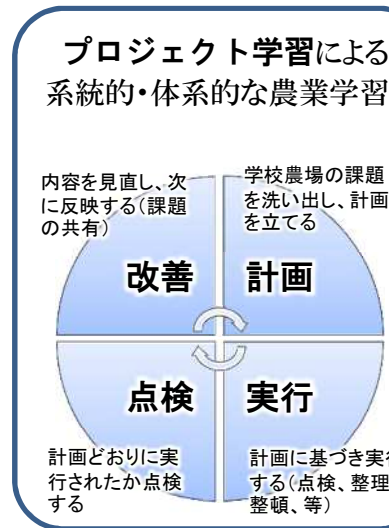 プロジェクト学習による
系統的・体系的な農業学習
内容を見直し、次
に反映する(課題
の共有)
学校農場の課題
を洗い出し、計画
を立てる
改善
計画
点検
実行
計画どおりに実
行されたか点検
する
計画に基づき実行
する(点検、整理
整頓、等)